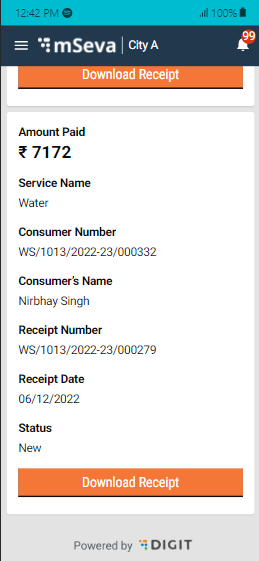 12:42 PM
100%
mSeva
City A
99
Download Receipt
Amount Paid
₹ 7172
Service Name
Water
Consumer Number
WS/1013/2022-23/000332
Consumer's Name
Nirbhay Singh
Receipt Number
WS/1013/2022-23/000279
Receipt Date
06/12/2022
Status
New
Download Receipt
Powered by DIGIT